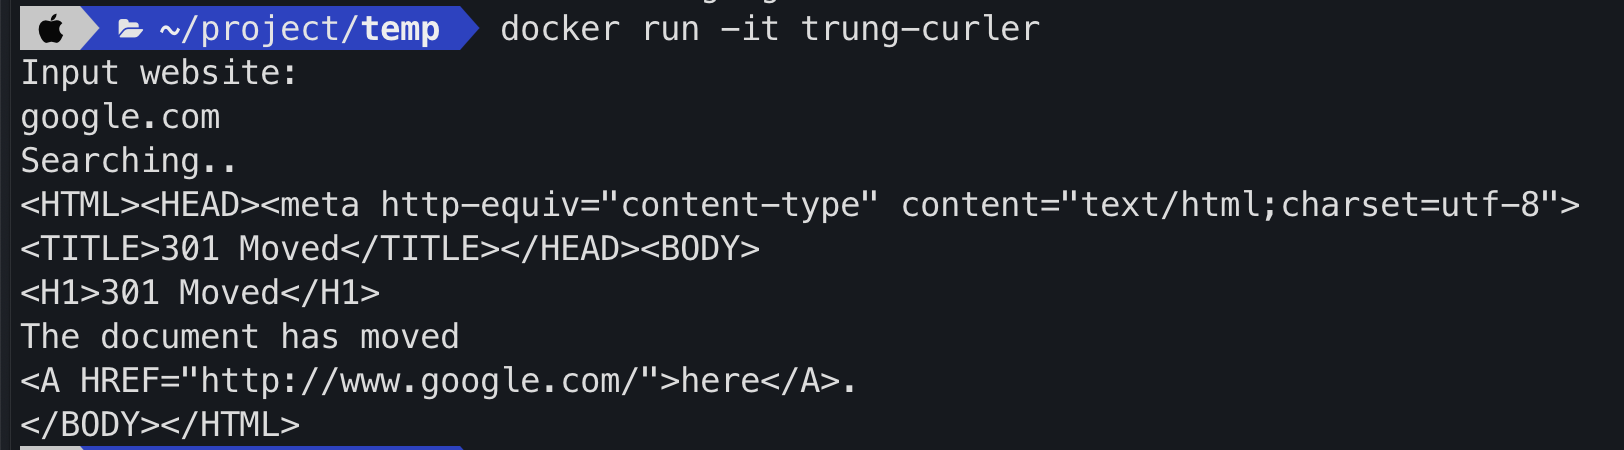 ~/project/temp docker run -it trung-curler
Input website:
google.com
Searching..
<HTML><HEAD><meta http-equiv="content-type" content="text/html;charset=utf-8">
<TITLE>301 Moved</TITLE></HEAD><BODY>
<H1>301 Moved</H1>
The document has moved
<A HREF="http://www.google.com/">here</A>.
</BODY></HTML>